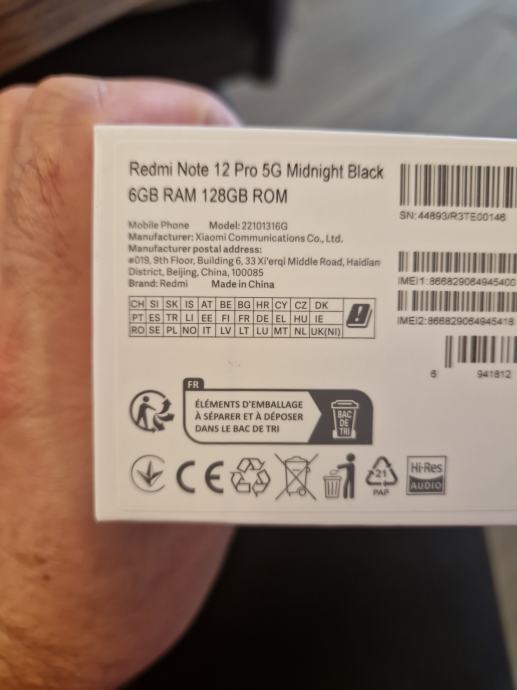 Redmi Note 12 Pro 5G Midnight Black
6GB RAM 128GB ROM
Mobile Phone Model: 22101316G
Manufacturer: Xiaomi Communications Co., Ltd.
Manufacturer postal address:
#019, 9th Floor, Building 6, 33 Xi'erqi Middle Road, Haidian
District, Beijing, China, 100085
Brand: Redmi Made in China
CH SI SK IS AT BE BG HR CY CZ DK
PT ES TR LI EE FI FR DE EL HU IE
RO SE PL NO IT LV LT LU MT NL UK(NI)
SN: 44893/R3TE00146
IMEI1: 866829064945400
IMEI2: 866829064945418
6 941812
FR
ÉLÉMENTS D'EMBALLAGE
À SÉPARER ET À DÉPOSER
DANS LE BAC DE TRI
BAC
DE
TRI
CE
21
PAP
Hi-Res
AUDIO